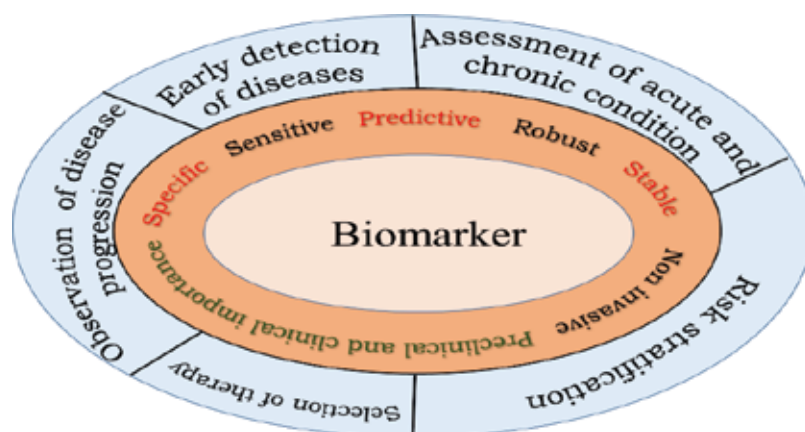 Early detection
of diseases
Assessment of acute and
chronic condition
Observation of disease
progression
Specific
Sensitive
Predictive
Robust
Stable
Biomarker
Non invasive
Preclinical and clinical importance
Risk stratification
Selection of therapy